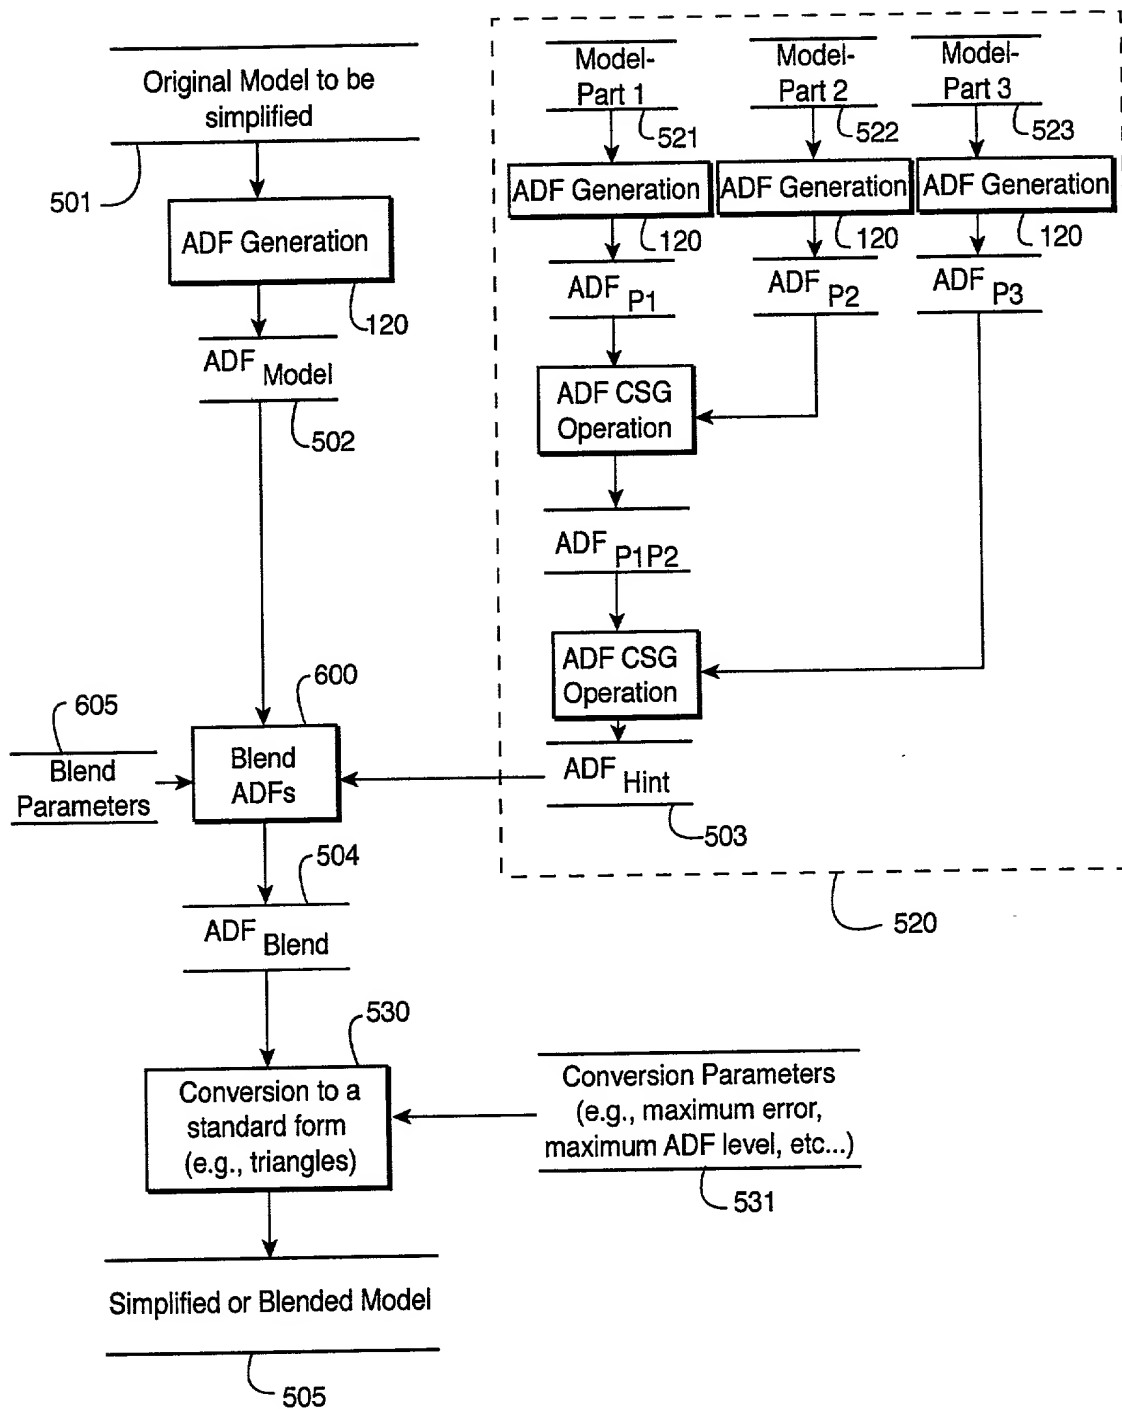 Original Model to be
simplified
501
ADF Generation
120
ADF Model
502
Model-
Part 1
521
Model-
Part 2
522
Model-
Part 3
523
ADF Generation
120
ADF Generation
120
ADF Generation
120
ADF P1
ADF P2
ADF P3
ADF CSG
Operation
ADF P1P2
ADF CSG
Operation
ADF Hint
503
520
600
605
Blend
Parameters
Blend
ADFs
504
ADF Blend
530
Conversion to a
standard form
(e.g., triangles)
Conversion Parameters
(e.g., maximum error,
maximum ADF level, etc...)
531
Simplified or Blended Model
505